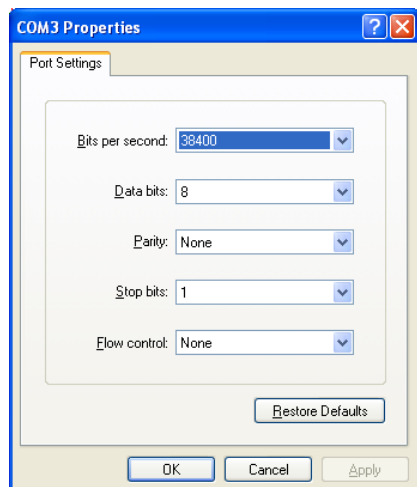 COM3 Properties
Port Settings
Bits per second: 38400
Data bits: 8
Parity: None
Stop bits: 1
Flow control: None
Restore Defaults
OK Cancel Apply